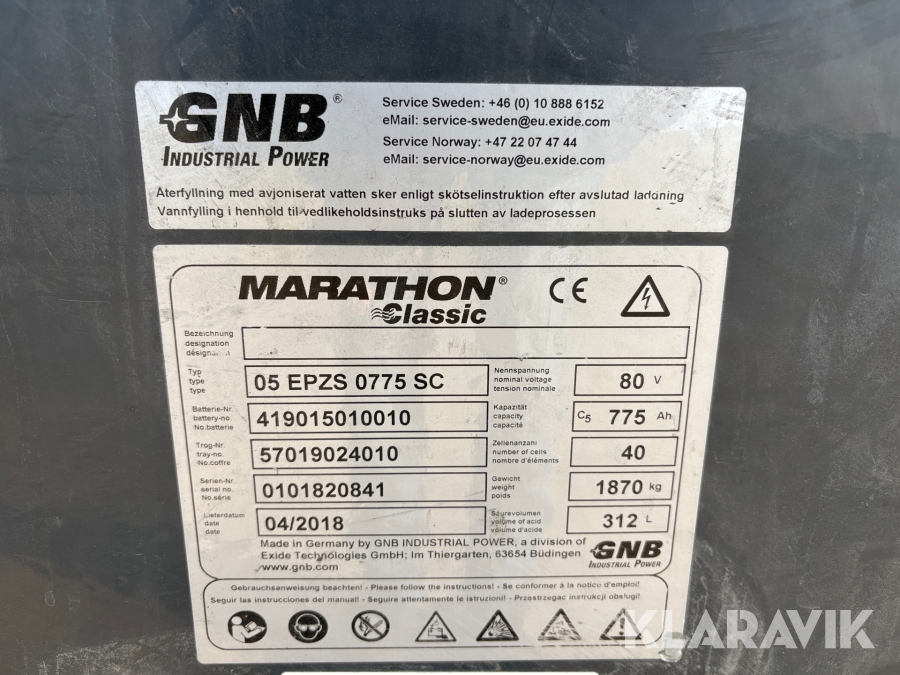 GNB®
INDUSTRIAL POWER
Service Sweden: +46 (0) 10 888 6152
eMail: service-sweden@eu.exide.com
Service Norway: +47 22 07 47 44
eMail: service-norway@eu.exide.com
Återfyllning med avjoniserat vatten sker enligt skötselinstruktion efter avslutad laddning
Vannfylling i henhold til vedlikeholdsinstruks på slutten av ladeprosessen
MARATHON® CE
Classic
Bezeichnung
designation
désignation
Typ
type
type
05 EPZS 0775 SC
Nennspannung
nominal voltage
tension nominale
80 V
Batterie-Nr.
battery-no.
No.batterie
419015010010
Kapazität
capacity
capacité
C5 775 Ah
Trog-Nr.
tray-no.
No.coffre
57019024010
Zellenanzahl
number of cells
nombre d'éléments
40
Serien-Nr.
serial no.
No.série
0101820841
Gewicht
weight
poids
1870 kg
Lieferdatum
date
date
04/2018
Säurevolumen
volume of acid
volume d'acide
312 L
Made in Germany by GNB INDUSTRIAL POWER, a division of
Exide Technologies GmbH; Im Thiergarten, 63654 Büdingen
www.gnb.com
GNB
INDUSTRIAL POWER
Gebrauchsanweisung beachten! - Please follow the instructions! - Se conformer à la notice d'emploi!
Seguir las instrucciones del manual! - Seguire attentamente le istruzioni! - Przestrzegac instrukcji obslugi!
KLARAVIK